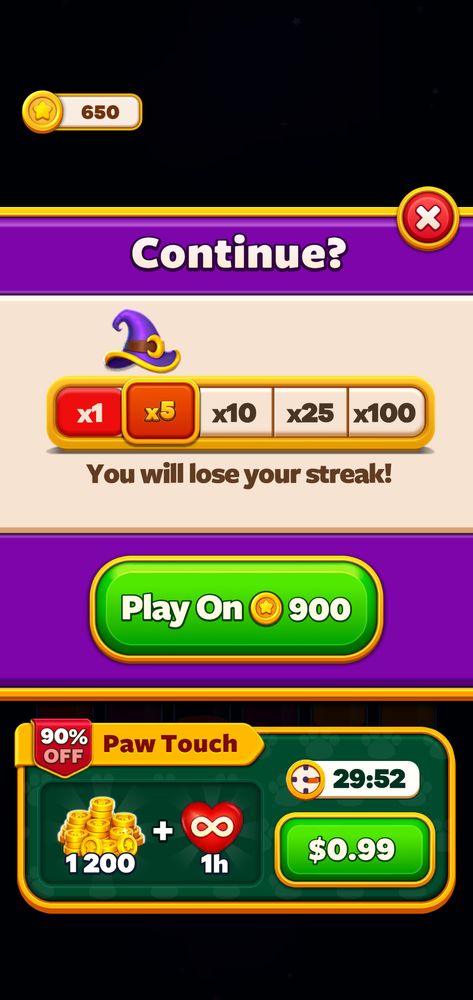 650
Continue?
x1 x5 x10 x25 x100
You will lose your streak!
Play On 900
90%
OFF
Paw Touch
29:52
1 200 + 1h
$0.99